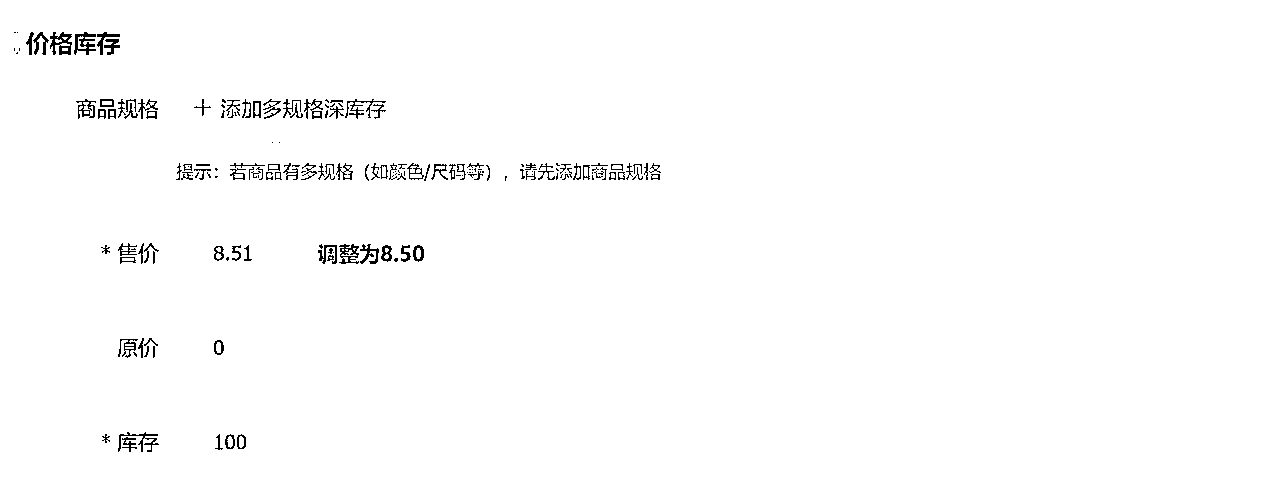 价格库存
商品规格 ＋ 添加多规格深库存
提示：若商品有多规格（如颜色/尺码等），请先添加商品规格
* 售价 8.51 调整为8.50
原价 0
* 库存 100